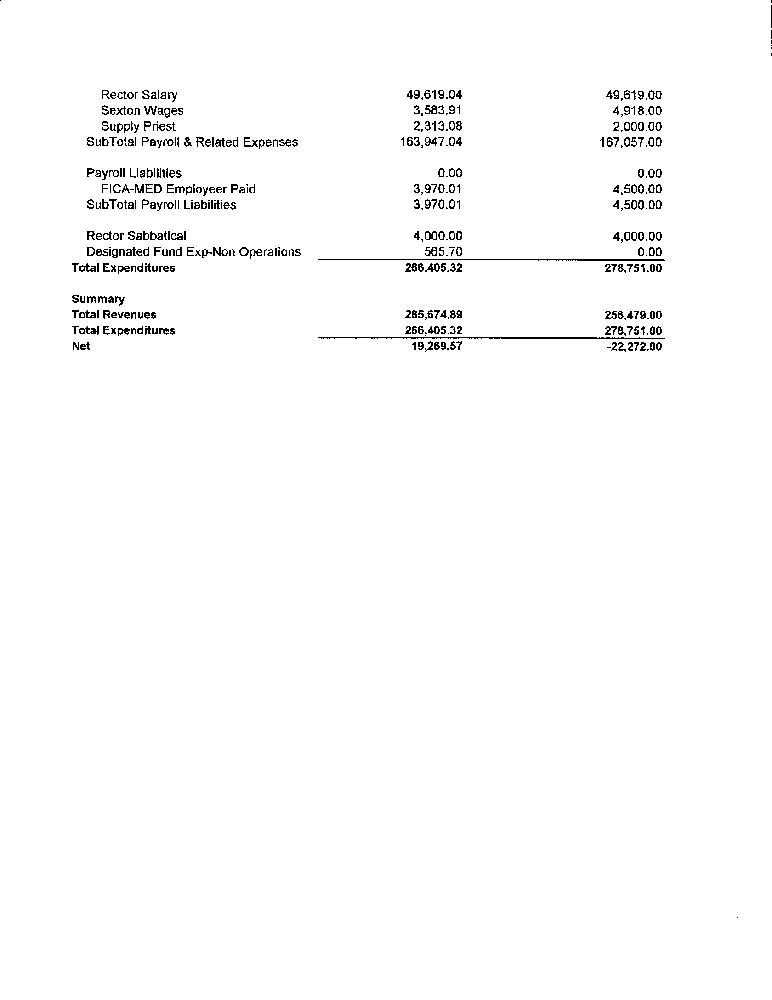 Rector Salary 49,619.04 49,619.00
Sexton Wages 3,583.91 4,918.00
Supply Priest 2,313.08 2,000.00
SubTotal Payroll & Related Expenses 163,947.04 167,057.00
Payroll Liabilities 0.00 0.00
FICA-MED Employeer Paid 3,970.01 4,500.00
SubTotal Payroll Liabilities 3,970.01 4,500.00
Rector Sabbatical 4,000.00 4,000.00
Designated Fund Exp-Non Operations 565.70 0.00
Total Expenditures 266,405.32 278,751.00
Summary
Total Revenues 285,674.89 256,479.00
Total Expenditures 266,405.32 278,751.00
Net 19,269.57 -22,272.00